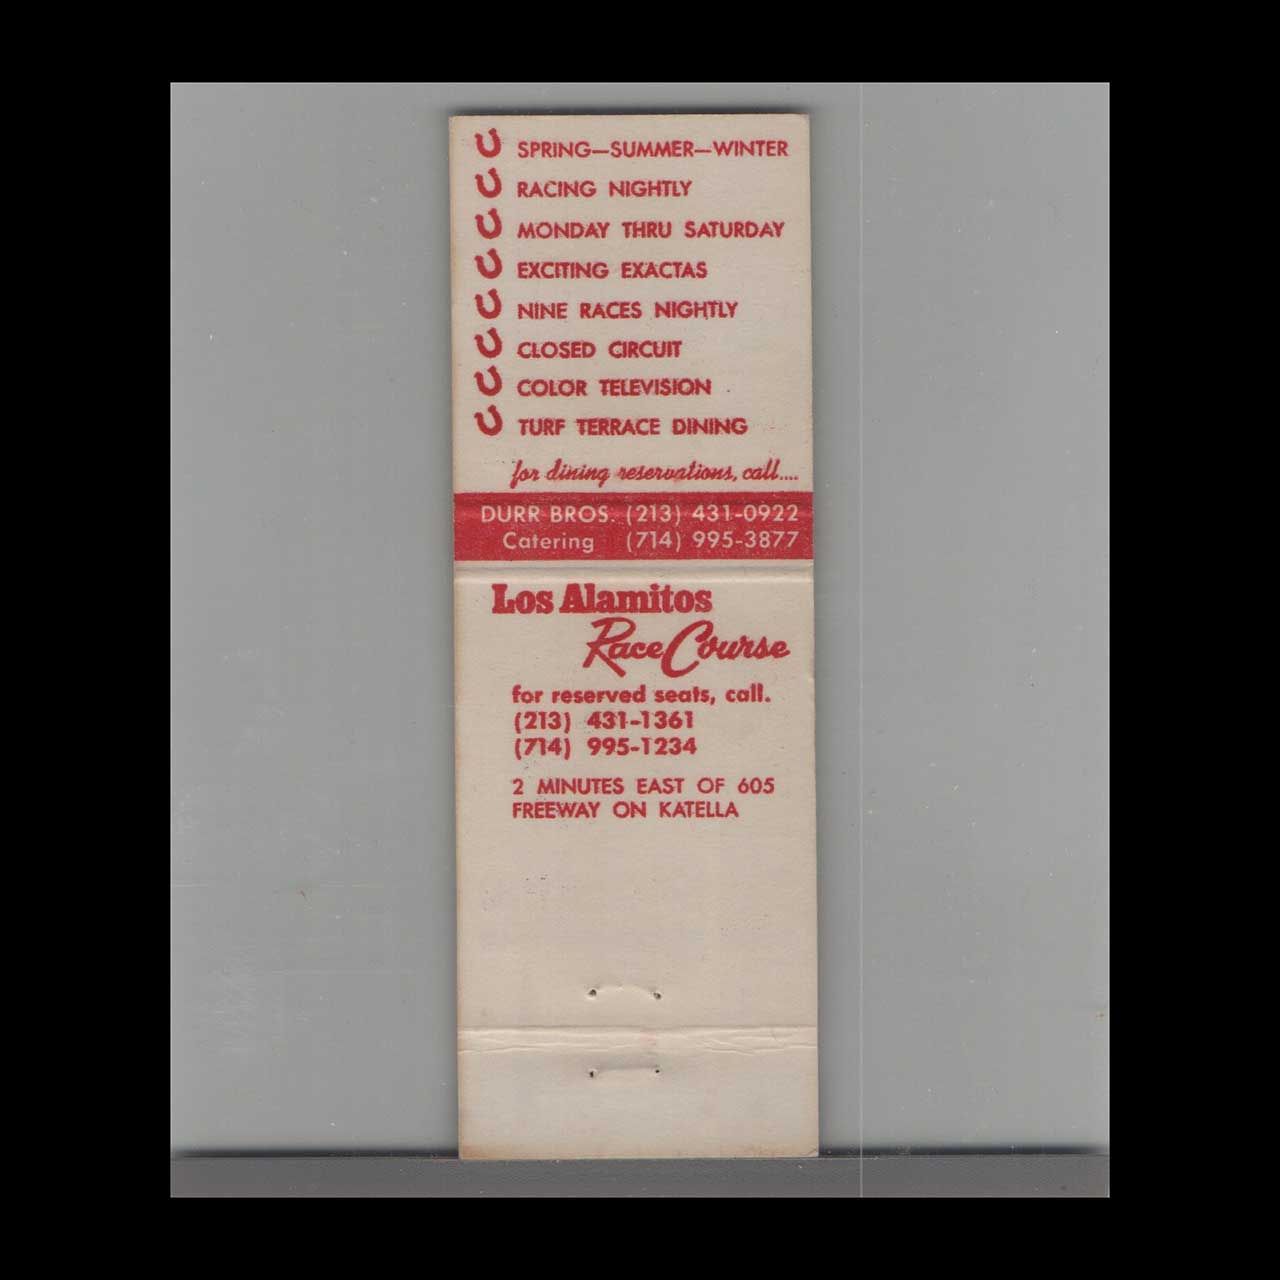 SPRING—SUMMER—WINTER
RACING NIGHTLY
MONDAY THRU SATURDAY
EXCITING EXACTAS
NINE RACES NIGHTLY
CLOSED CIRCUIT
COLOR TELEVISION
TURF TERRACE DINING
for dining reservations, call....
DURR BROS. (213) 431-0922
Catering (714) 995-3877
Los Alamitos
Race Course
for reserved seats, call.
(213) 431-1361
(714) 995-1234
2 MINUTES EAST OF 605
FREEWAY ON KATELLA